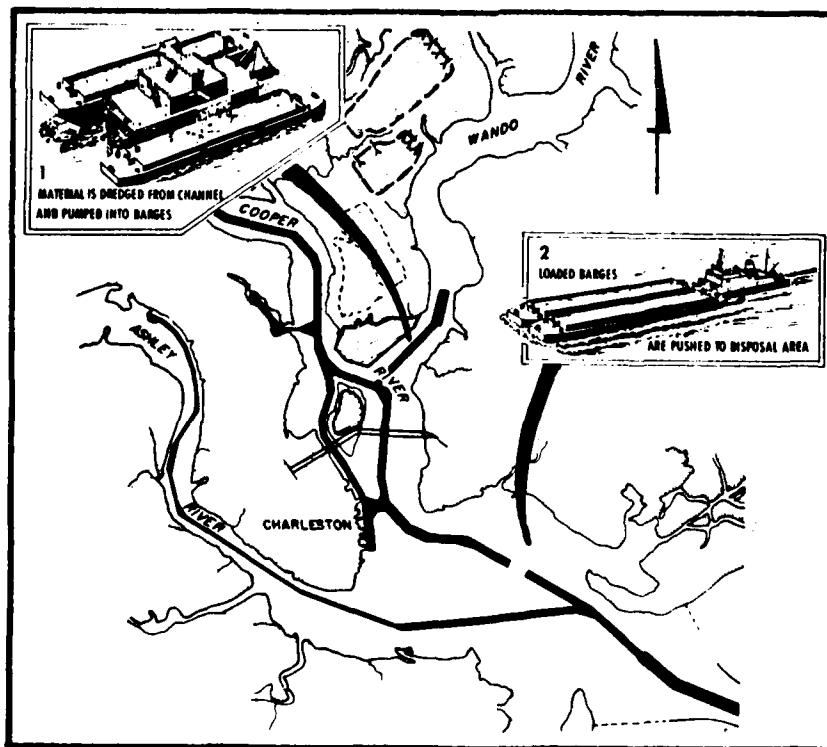 1
MATERIAL IS DREDGED FROM CHANNEL
AND PUMPED INTO BARGES
WANDO
RIVER
COOPER
RIVER
2
LOADED BARGES
ARE PUSHED TO DISPOSAL AREA
ASHLEY
RIVER
CHARLESTON